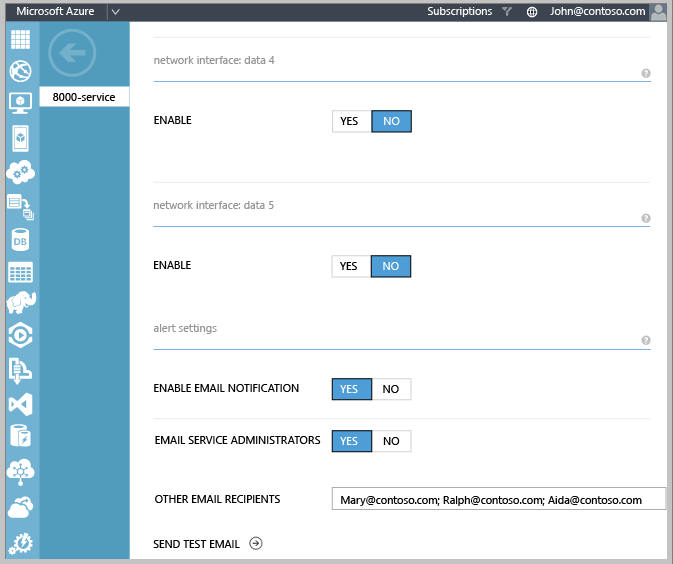 Microsoft Azure Subscriptions John@contoso.com
8000-service
network interface: data 4
?
ENABLE YES NO
network interface: data 5
?
ENABLE YES NO
alert settings
?
ENABLE EMAIL NOTIFICATION YES NO
EMAIL SERVICE ADMINISTRATORS YES NO
OTHER EMAIL RECIPIENTS Mary@contoso.com; Ralph@contoso.com; Aida@contoso.com
SEND TEST EMAIL
DB